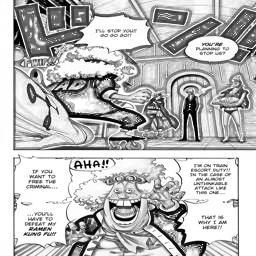 I'LL STOP YOU!!
GO GO GO!!
YOU'RE
PLANNING TO
STOP US?
AHA!!
IF YOU
WANT TO
FREE THE
CRIMINAL...
I'M ON TRAIN
ESCORT DUTY!!
IN THE CASE OF
AN ALMOST
UNTHINKABLE
ATTACK LIKE
THIS ONE...
...YOU'LL
HAVE TO
DEFEAT MY
RAMEN
KUNG FU!!
THAT IS
WHY I AM
HERE!!